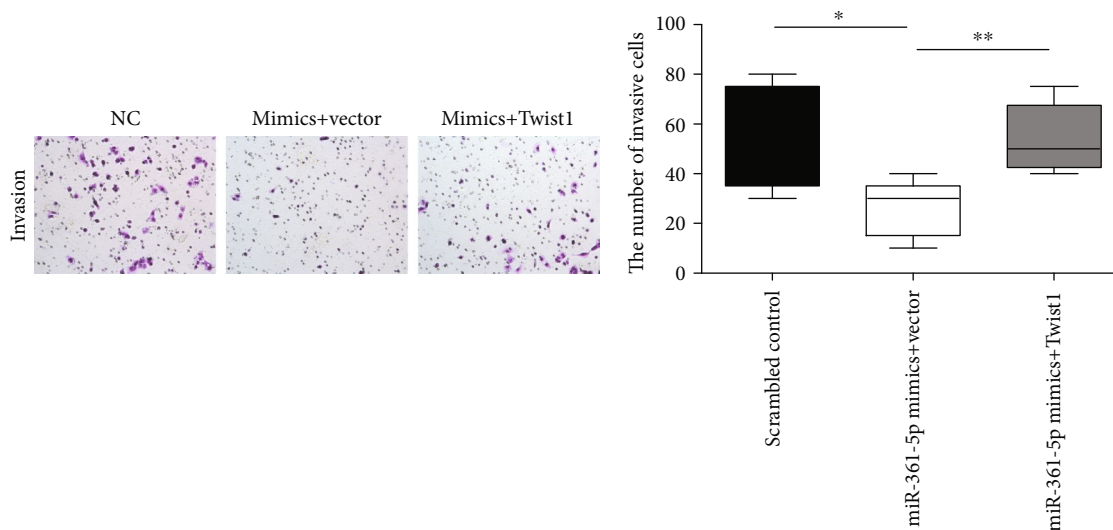 NC
Mimics+vector
Mimics+Twist1
Invasion
The number of invasive cells
100
80
60
40
20
0
*
**
Scrambled control
miR-361-5p mimics+vector
miR-361-5p mimics+Twist1